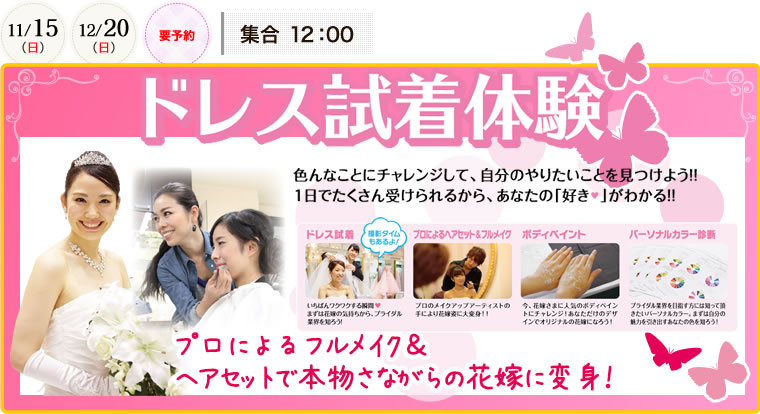 11/15 12/20
(日) (日) 要予約 集合 12:00
ドレス試着体験
色んなことにチャレンジして、自分のやりたいことを見つけよう!!
1日でたくさん受けられるから、あなたの「好き♥」がわかる!!
ドレス試着
撮影タイム
もあるよ!
いちばんワクワクする瞬間♥
まずは花嫁の気持ちから、ブライダル
業界を知ろう!
プロによるヘアセット&フルメイク
プロのメイクアップアーティストの
手により花嫁姿に大変身!!
ボディペイント
今、花嫁さまに人気のボディペイン
トにチャレンジ!あなただけのデザ
インでオリジナルの花嫁になろう!
パーソナルカラー診断
ブライダル業界を目指す方には知って頂
きたいパーソナルカラー。まずは自分の
魅力を引き出すあなたの色を知ろう!
プロによるフルメイク&
ヘアセットで本物さながらの花嫁に変身!